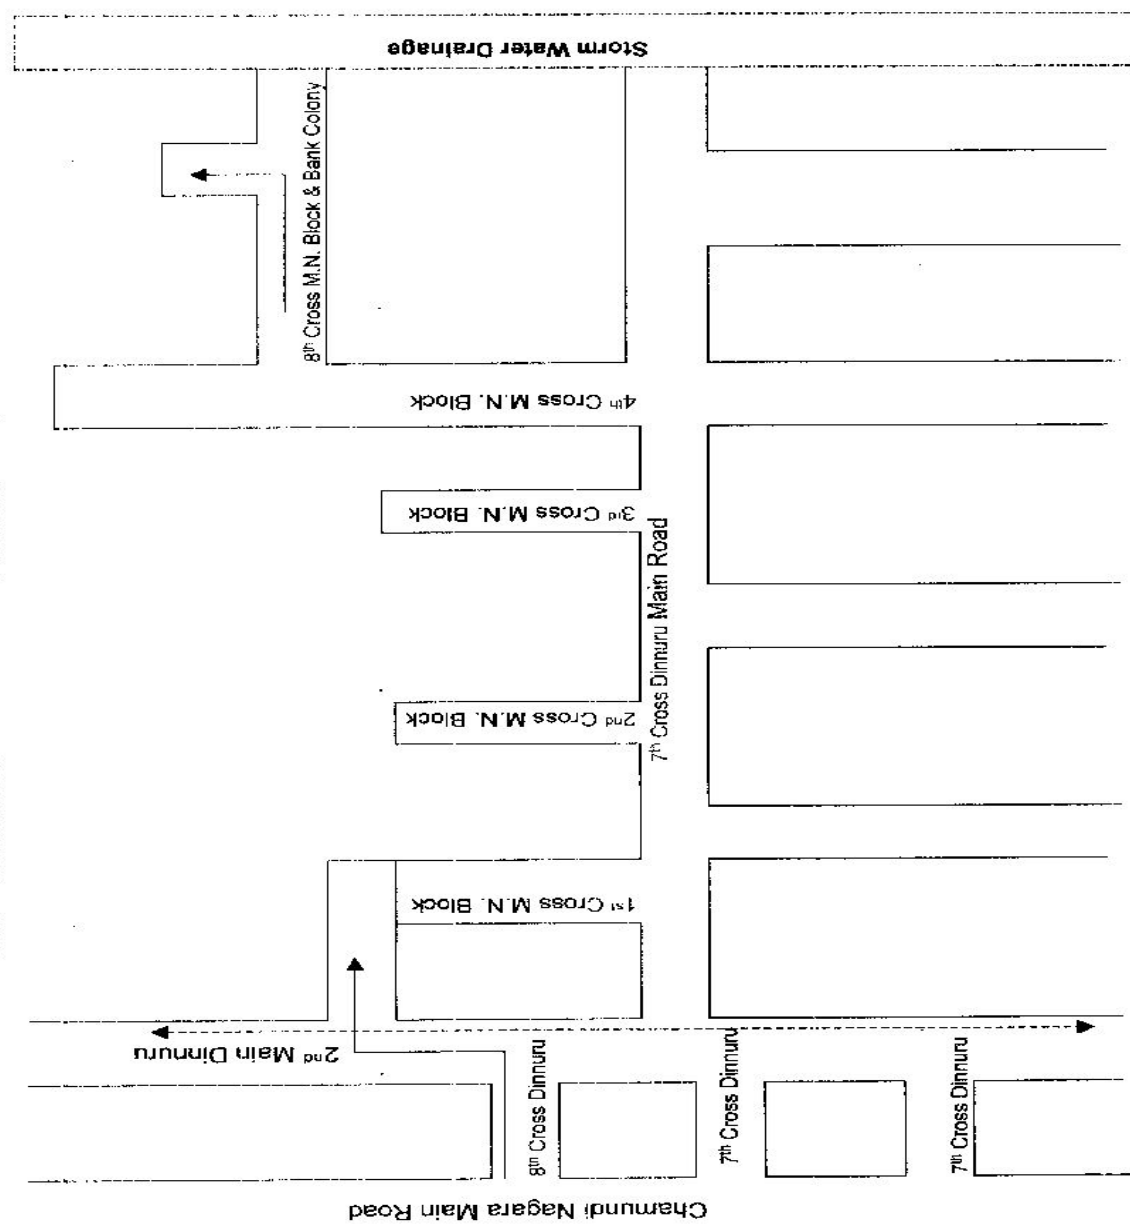 Storm Water Drainage
8th Cross M.N. Block & Bank Colony
4th Cross M.N. Block
3rd Cross M.N. Block
7th Cross Dinnuru Main Road
2nd Cross M.N. Block
1st Cross M.N. Block
2nd Main Dinnuru
8th Cross Dinnuru
7th Cross Dinnuru
7th Cross Dinnuru
Chamundi Nagara Main Road